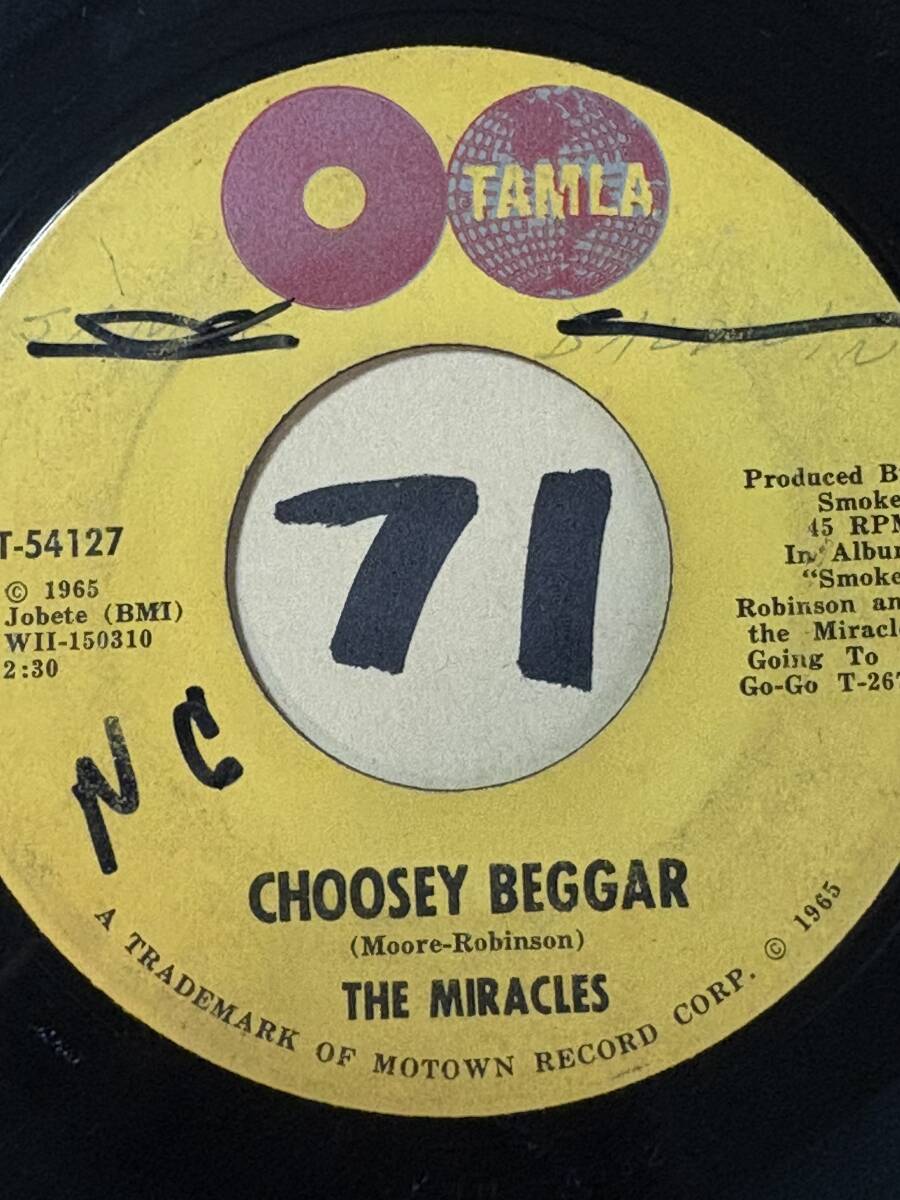 TAMLA
71
T-54127
© 1965
Jobete (BMI)
WII-150310
2:30
Produced B
Smoke
45 RPM
In Albu
"Smoke
Robinson an
the Miracl
Going To
Go-Go T-267
NC
CHOOSEY BEGGAR
(Moore-Robinson)
THE MIRACLES
A TRADEMARK OF MOTOWN RECORD CORP. © 1965